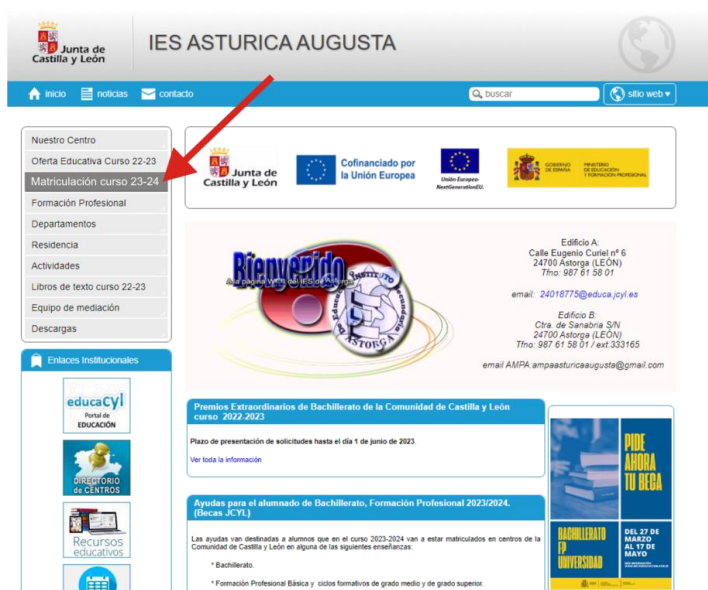 Junta de
Castilla y León
IES ASTURICA AUGUSTA
inicio
noticias
contacto
buscar
sitio web
Nuestro Centro
Oferta Educativa Curso 22-23
Matriculación curso 23-24
Formación Profesional
Departamentos
Residencia
Actividades
Libros de texto curso 22-23
Equipo de mediación
Descargas
Junta de
Castilla y León
Cofinanciado por
la Unión Europea
Unión Europea-
NextGenerationEU.
GOBIERNO
DE ESPAÑA
MINISTERIO
DE EDUCACIÓN
Y FORMACIÓN PROFESIONAL
Bienvenido
A la página WEB del IES de Astorga
INSTITUTO
ASTORGA
Edificio A:
Calle Eugenio Curiel nº 6
24700 Astorga (LEÓN)
Tfno: 987 61 58 01
email: 24018775@educa.jcyl.es
Edificio B:
Ctra. de Sanabria S/N
24700 Astorga (LEÓN)
Tfno: 987 61 58 01 / ext.333165
email AMPA:ampaasturicaaugusta@gmail.com
Enlaces Institucionales
educacyl
Portal de
EDUCACIÓN
DIRECTORIO
de CENTROS
Recursos
educativos
Premios Extraordinarios de Bachillerato de la Comunidad de Castilla y León
curso 2022-2023
Plazo de presentación de solicitudes hasta el día 1 de junio de 2023.
Ver toda la información
Ayudas para el alumnado de Bachillerato, Formación Profesional 2023/2024.
(Becas JCYL)
Las ayudas van destinadas a alumnos que en el curso 2023-2024 van a estar matriculados en centros de la
Comunidad de Castilla y León en alguna de las siguientes enseñanzas:
* Bachillerato.
* Formación Profesional Básica y ciclos formativos de grado medio y de grado superior.
PIDE
AHORA
TU BECA
BACHILLERATO
FP
UNIVERSIDAD
DEL 27 DE
MARZO
AL 17 DE
MAYO